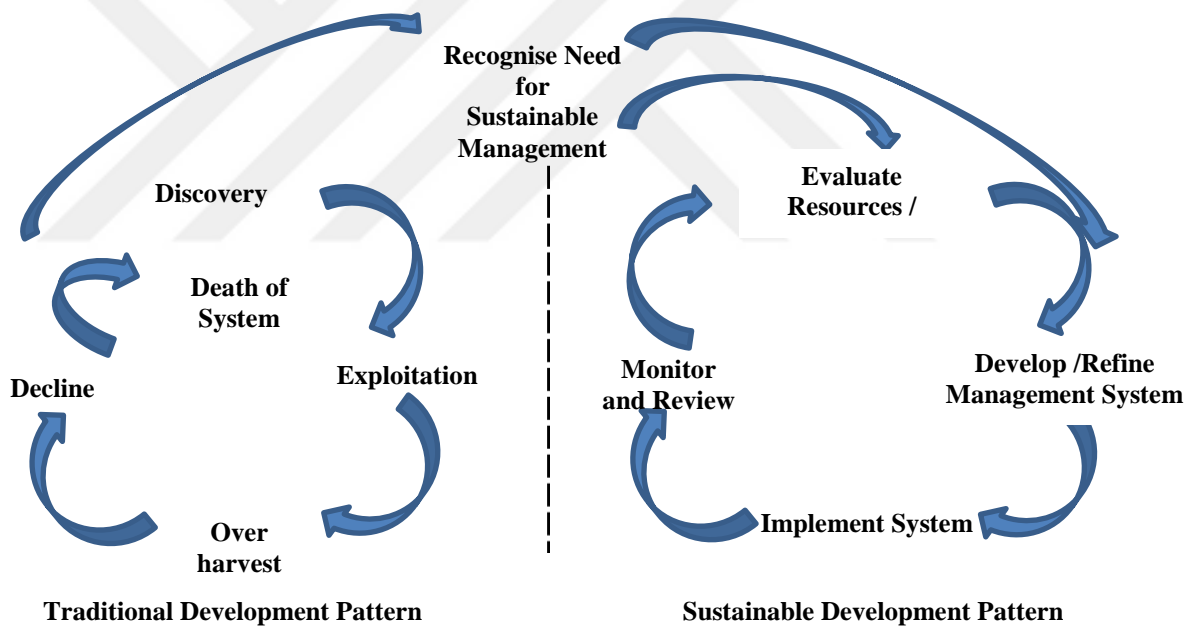 Recognise Need
for
Sustainable
Management
Discovery
Death of
System
Decline
Exploitation
Over
harvest
Traditional Development Pattern
Evaluate
Resources /
Monitor
and Review
Develop /Refine
Management System
Implement System
Sustainable Development Pattern